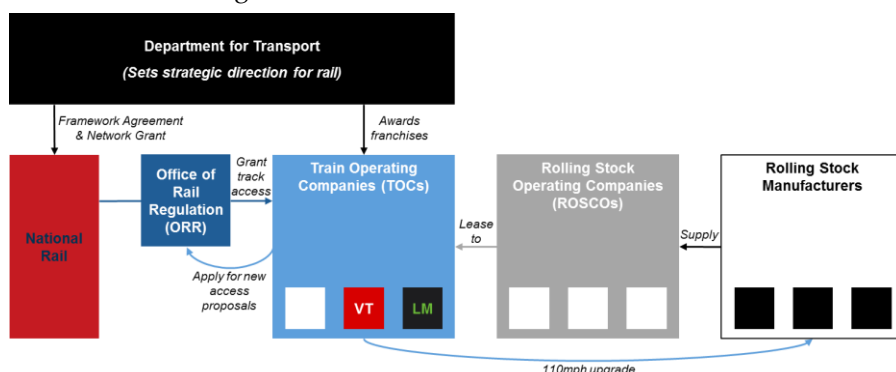 Department for Transport
(Sets strategic direction for rail)
Framework Agreement
& Network Grant
Awards
franchises
National
Rail
Office of
Rail
Regulation
(ORR)
Grant
track
access
Apply for new
access
proposals
Train Operating
Companies (TOCs)
VT
LM
Lease
to
Rolling Stock
Operating Companies
(ROSCOs)
Supply
Rolling Stock
Manufacturers
110mph upgrade